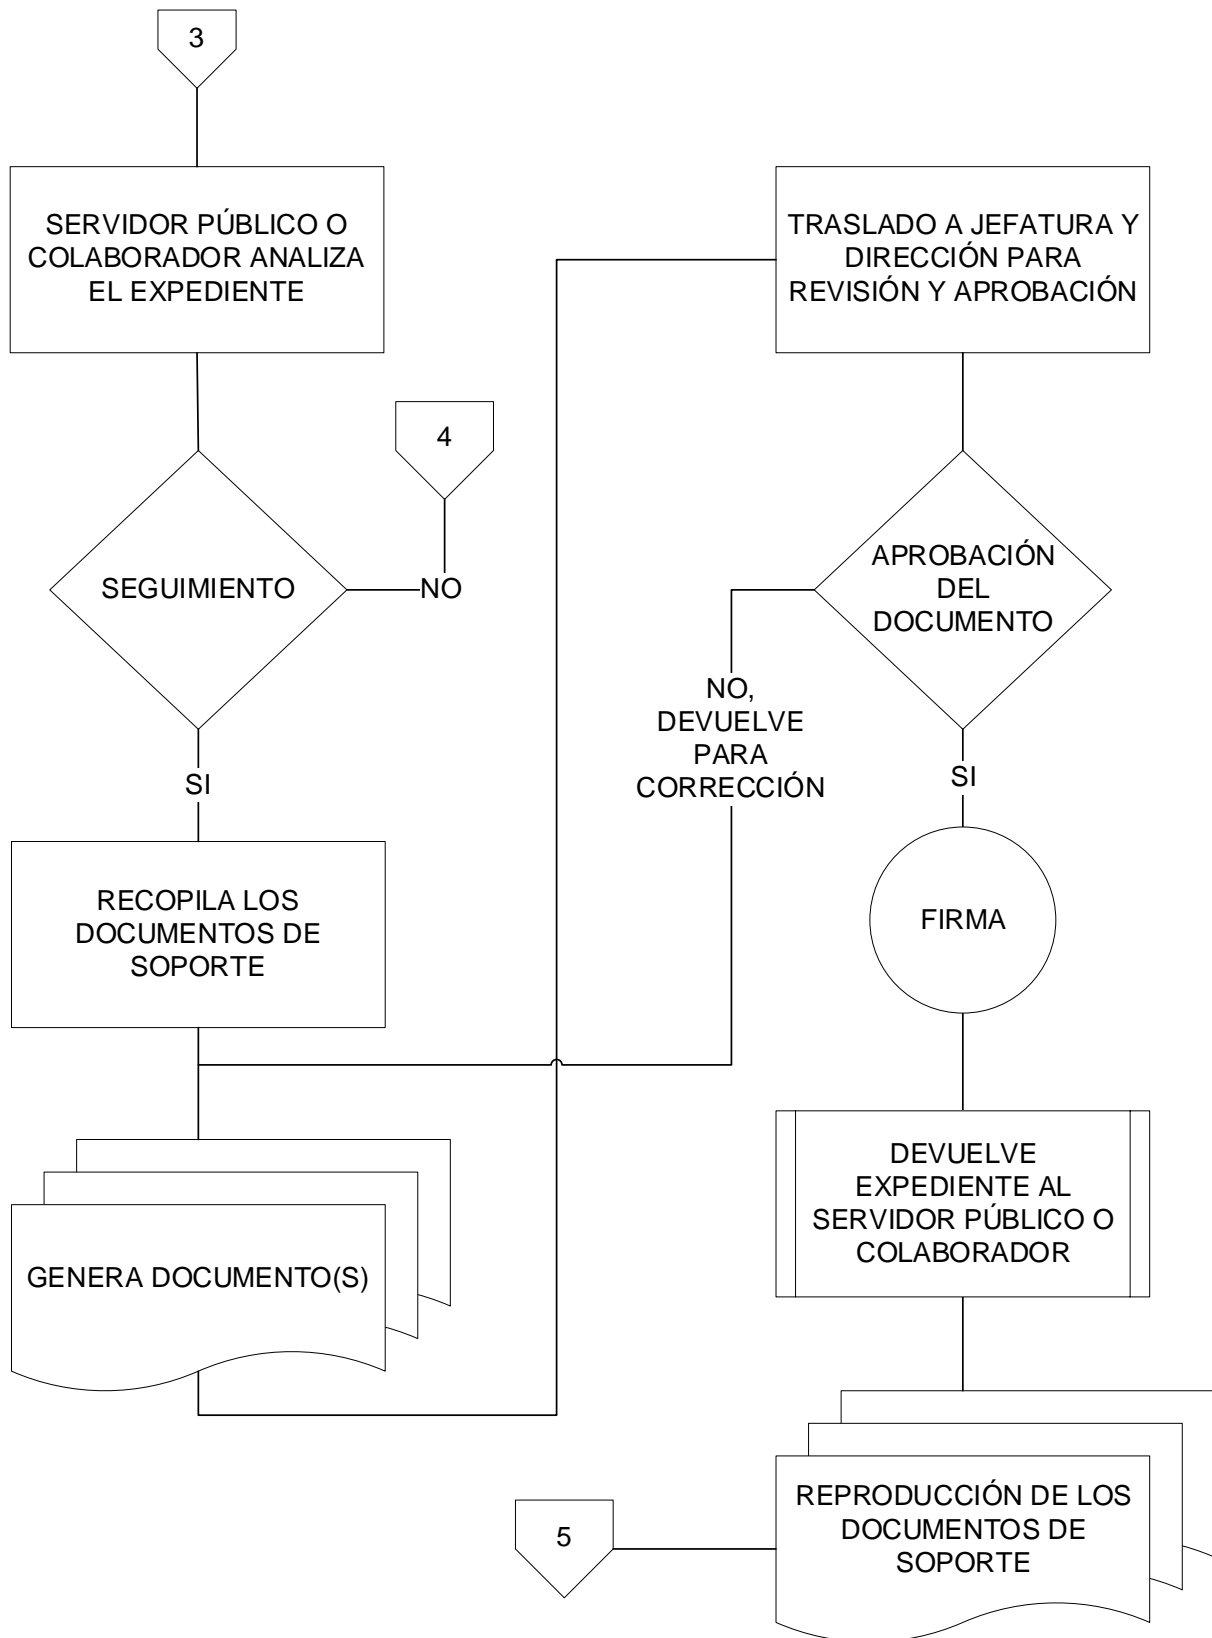 3
SERVIDOR PÚBLICO O
COLABORADOR ANALIZA
EL EXPEDIENTE
4
SEGUIMIENTO
NO
SI
RECOPILA LOS
DOCUMENTOS DE
SOPORTE
GENERA DOCUMENTO(S)
TRASLADO A JEFATURA Y
DIRECCIÓN PARA
REVISIÓN Y APROBACIÓN
APROBACIÓN
DEL
DOCUMENTO
NO,
DEVUELVE
PARA
CORRECCIÓN
SI
FIRMA
DEVUELVE
EXPEDIENTE AL
SERVIDOR PÚBLICO O
COLABORADOR
REPRODUCCIÓN DE LOS
DOCUMENTOS DE
SOPORTE
5